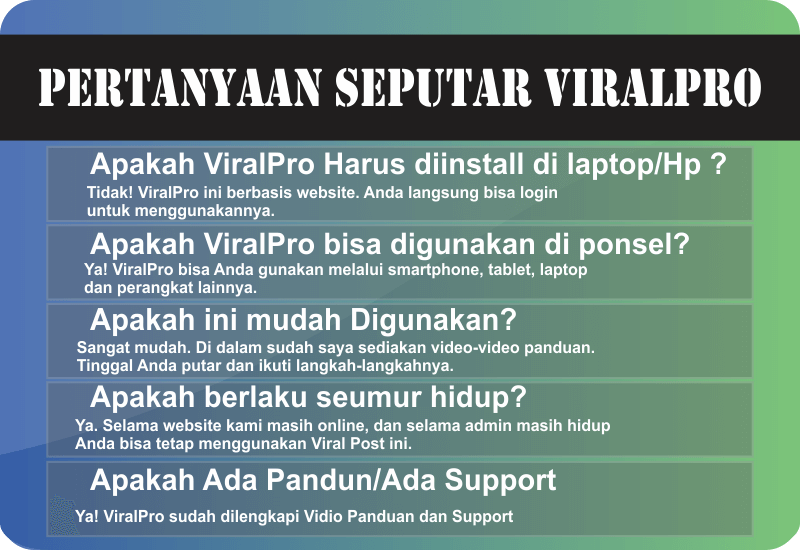 PERTANYAAN SEPUTAR VIRALPRO
Apakah ViralPro Harus diinstall di laptop/Hp ?
Tidak! ViralPro ini berbasis website. Anda langsung bisa login
untuk menggunakannya.
Apakah ViralPro bisa digunakan di ponsel?
Ya! ViralPro bisa Anda gunakan melalui smartphone, tablet, laptop
dan perangkat lainnya.
Apakah ini mudah Digunakan?
Sangat mudah. Di dalam sudah saya sediakan video-video panduan.
Tinggal Anda putar dan ikuti langkah-langkahnya.
Apakah berlaku seumur hidup?
Ya. Selama website kami masih online, dan selama admin masih hidup
Anda bisa tetap menggunakan Viral Post ini.
Apakah Ada Pandun/Ada Support
Ya! ViralPro sudah dilengkapi Vidio Panduan dan Support